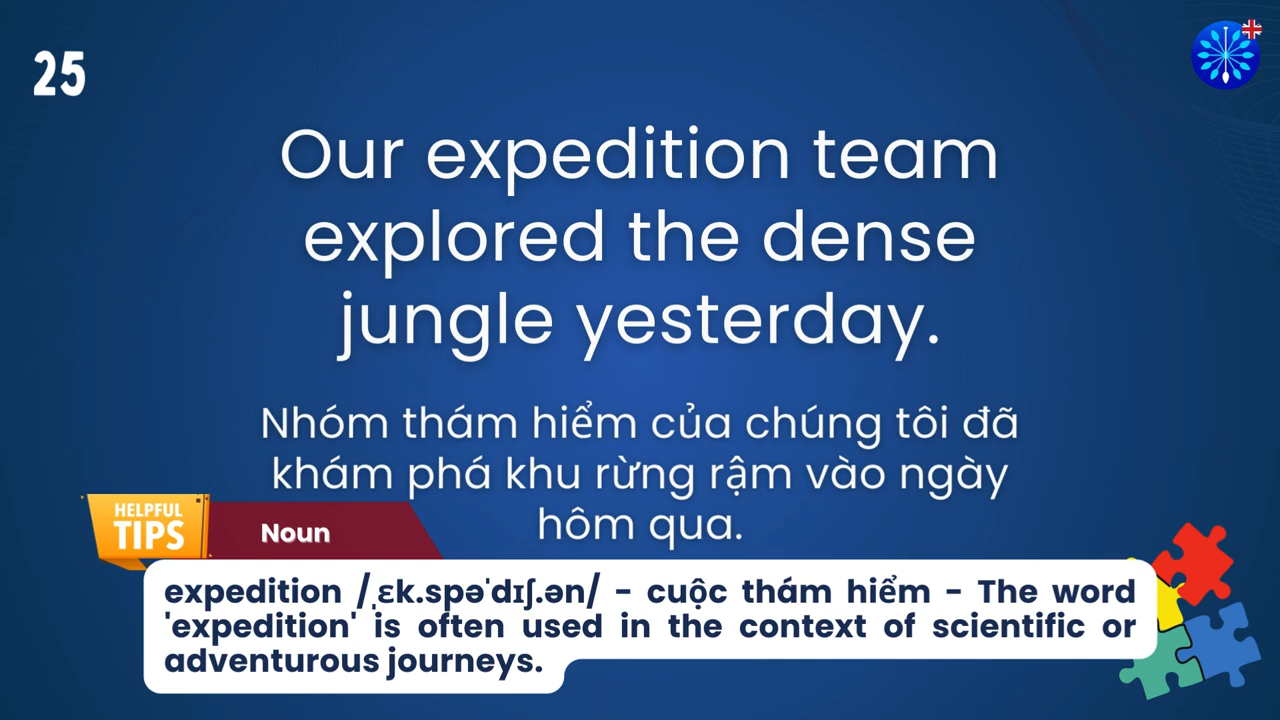 25
Our expedition team
explored the dense
jungle yesterday.
Nhóm thám hiểm của chúng tôi đã
khám phá khu rừng rậm vào ngày
hôm qua.
HELPFUL
TIPS
Noun
expedition /ˌɛk.spəˈdɪʃ.ən/ - cuộc thám hiểm - The word
'expedition' is often used in the context of scientific or
adventurous journeys.